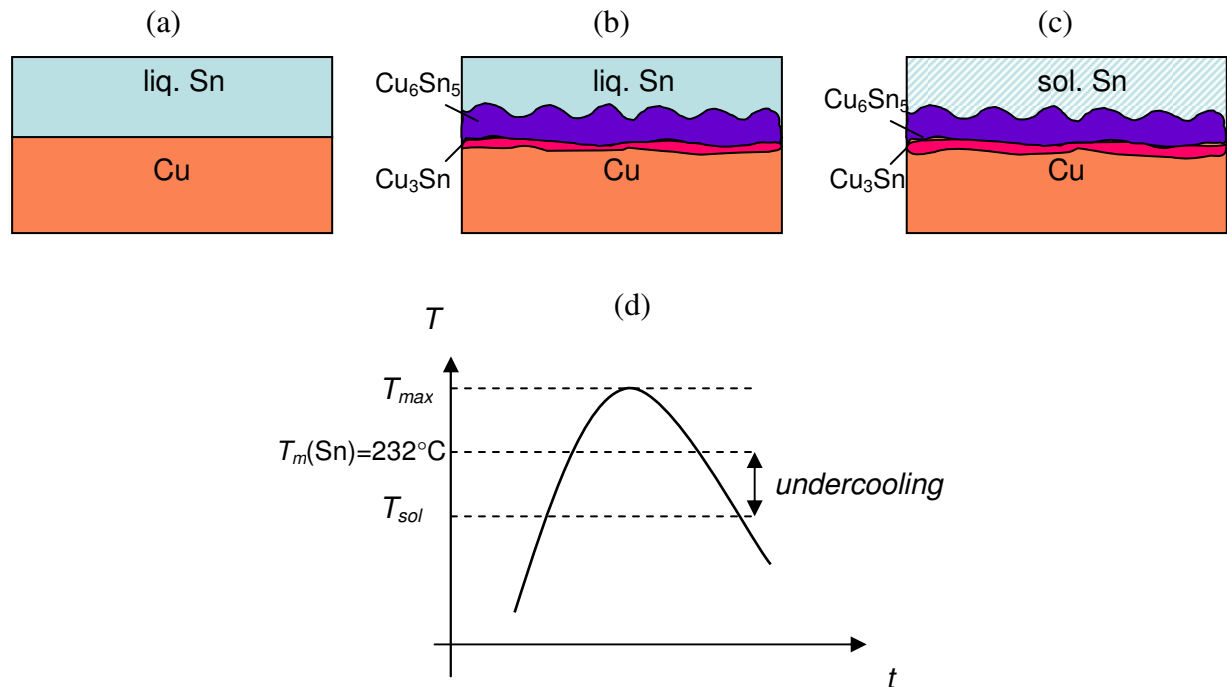 (a)
liq. Sn
Cu
(b)
Cu₆Sn₅
liq. Sn
Cu₃Sn
Cu
(c)
sol. Sn
Cu₆Sn₅
Cu₃Sn
Cu
(d)
T
Tmax
Tm(Sn)=232°C
undercooling
Tsol
t